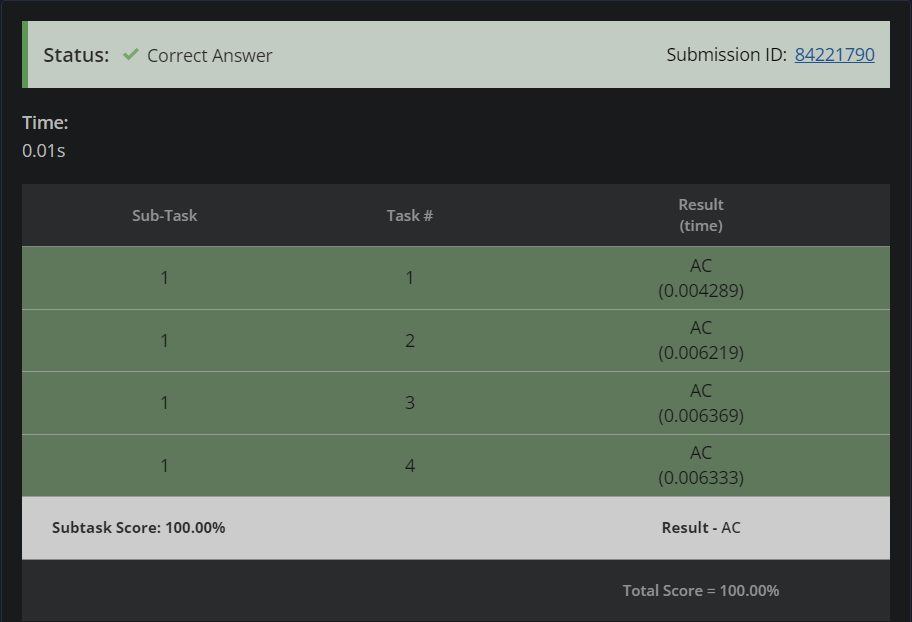 Status: ✓ Correct Answer Submission ID: 84221790
Time:
0.01s
Sub-Task Task # Result
(time)
1 1 AC
(0.004289)
1 2 AC
(0.006219)
1 3 AC
(0.006369)
1 4 AC
(0.006333)
Subtask Score: 100.00% Result - AC
Total Score = 100.00%